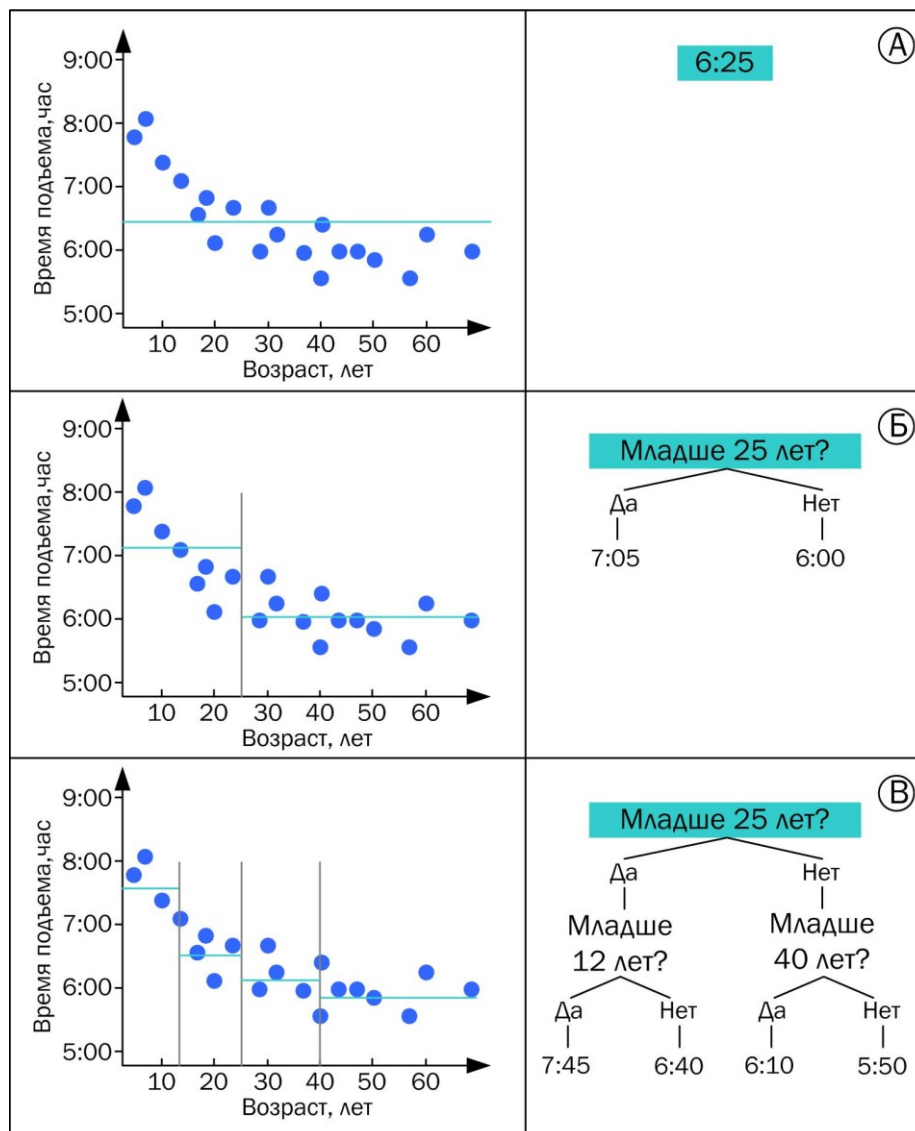 Время подъема,час
9:00
8:00
7:00
6:00
5:00
10 20 30 40 50 60
Возраст, лет
А
6:25
Время подъема,час
9:00
8:00
7:00
6:00
5:00
10 20 30 40 50 60
Возраст, лет
Б
Младше 25 лет?
Да Нет
7:05 6:00
Время подъема,час
9:00
8:00
7:00
6:00
5:00
10 20 30 40 50 60
Возраст, лет
В
Младше 25 лет?
Да Нет
Младше Младше
12 лет? 40 лет?
Да Нет Да Нет
7:45 6:40 6:10 5:50